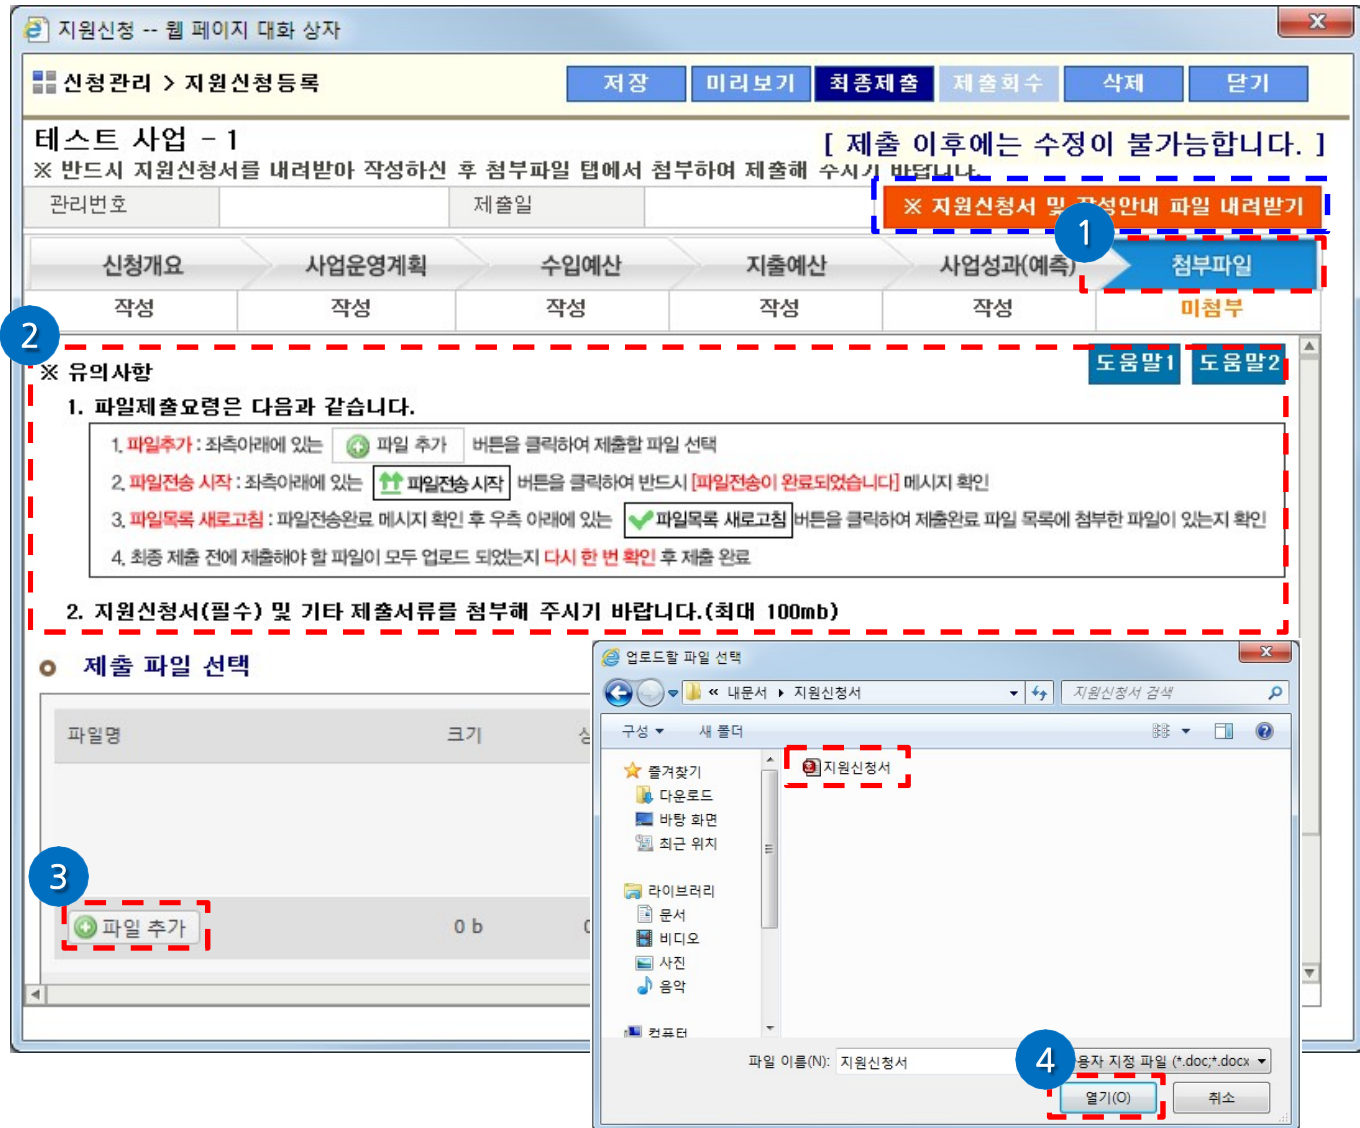 지원신청 -- 웹 페이지 대화 상자
신청관리 > 지원신청등록
저장 미리보기 최종제출 제출회수 삭제 닫기
테스트 사업 - 1
[ 제출 이후에는 수정이 불가능합니다. ]
※ 반드시 지원신청서를 내려받아 작성하신 후 첨부파일 탭에서 첨부하여 제출해 주시기 바랍니다.
관리번호 제출일 ※ 지원신청서 및 작성안내 파일 내려받기
1
신청개요 사업운영계획 수입예산 지출예산 사업성과(예측) 첨부파일
작성 작성 작성 작성 작성 미첨부
2
도움말1 도움말2
※ 유의사항
1. 파일제출요령은 다음과 같습니다.
1. 파일추가 : 좌측아래에 있는 파일 추가 버튼을 클릭하여 제출할 파일 선택
2. 파일전송 시작 : 좌측아래에 있는 파일전송 시작 버튼을 클릭하여 반드시 [파일전송이 완료되었습니다] 메시지 확인
3. 파일목록 새로고침 : 파일전송완료 메시지 확인 후 우측 아래에 있는 파일목록 새로고침 버튼을 클릭하여 제출완료 파일 목록에 첨부한 파일이 있는지 확인
4. 최종 제출 전에 제출해야 할 파일이 모두 업로드 되었는지 다시 한 번 확인 후 제출 완료
2. 지원신청서(필수) 및 기타 제출서류를 첨부해 주시기 바랍니다.(최대 100mb)
제출 파일 선택
파일명 크기
3
파일 추가 0 b
업로드할 파일 선택
« 내문서 ▸ 지원신청서 지원신청서 검색
구성 ▼ 새 폴더
즐겨찾기
다운로드
바탕 화면
최근 위치
라이브러리
문서
비디오
사진
음악
컴퓨터
지원신청서
파일 이름(N): 지원신청서
4
용자 지정 파일 (*.doc;*.docx
열기(O) 취소